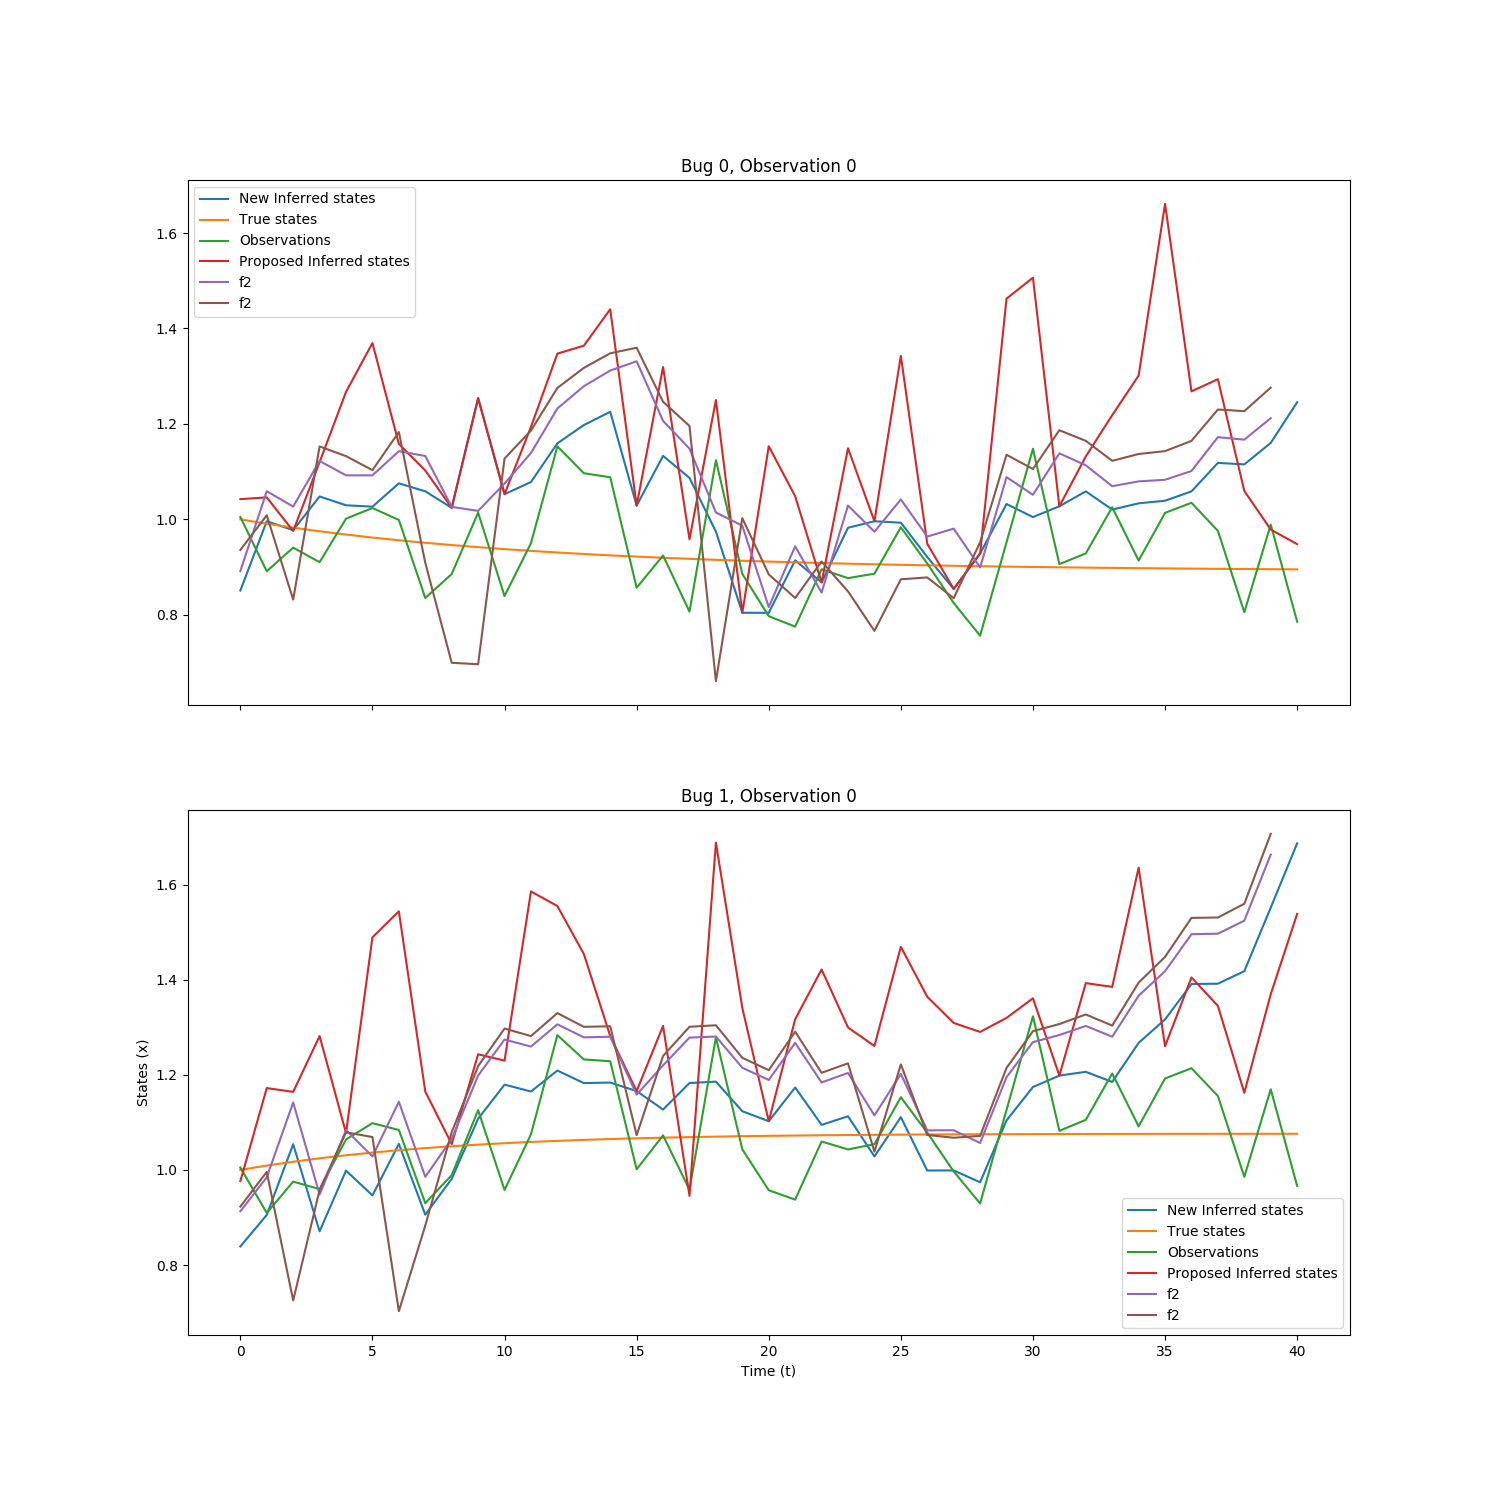 Bug 0, Observation 0
New Inferred states
True states
Observations
Proposed Inferred states
f2
f2
1.6
1.4
1.2
1.0
0.8
Bug 1, Observation 0
1.6
1.4
1.2
1.0
0.8
States (x)
New Inferred states
True states
Observations
Proposed Inferred states
f2
f2
0 5 10 15 20 25 30 35 40
Time (t)